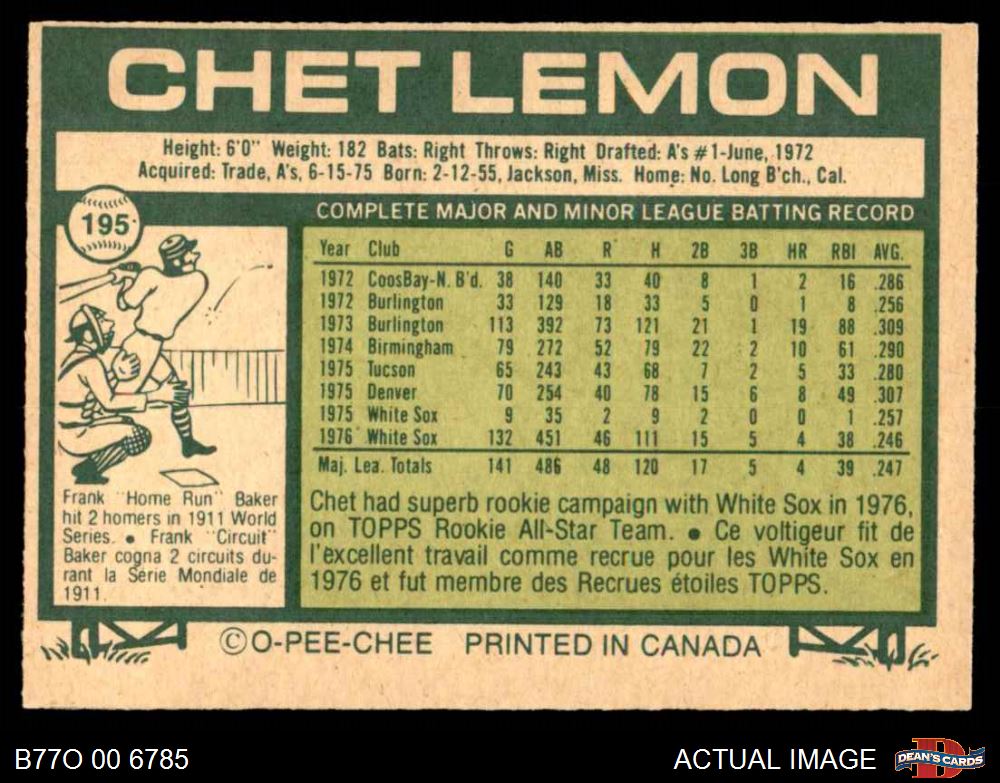 CHET LEMON
Height: 6'0" Weight: 182 Bats: Right Throws: Right Drafted: A's #1-June, 1972
Acquired: Trade, A's, 6-15-75 Born: 2-12-55, Jackson, Miss. Home: No. Long B'ch., Cal.
195
COMPLETE MAJOR AND MINOR LEAGUE BATTING RECORD
Year Club G AB R H 2B 3B HR RBI AVG.
1972 CoosBay-N. B'd. 38 140 33 40 8 1 2 16 .286
1972 Burlington 33 129 18 33 5 0 1 8 .256
1973 Burlington 113 392 73 121 21 1 19 88 .309
1974 Birmingham 79 272 52 79 22 2 10 61 .290
1975 Tucson 65 243 43 68 7 2 5 33 .280
1975 Denver 70 254 40 78 15 6 8 49 .307
1975 White Sox 9 35 2 9 2 0 0 1 .257
1976 White Sox 132 451 46 111 15 5 4 38 .246
Maj. Lea. Totals 141 486 48 120 17 5 4 39 .247
Frank "Home Run" Baker
hit 2 homers in 1911 World
Series. ● Frank "Circuit"
Baker cogna 2 circuits du-
rant la Série Mondiale de
1911.
Chet had superb rookie campaign with White Sox in 1976,
on TOPPS Rookie All-Star Team. ● Ce voltigeur fit de
l'excellent travail comme recrue pour les White Sox en
1976 et fut membre des Recrues étoiles TOPPS.
©O-PEE-CHEE PRINTED IN CANADA
B77O 00 6785
ACTUAL IMAGE
D
DEAN'S CARDS